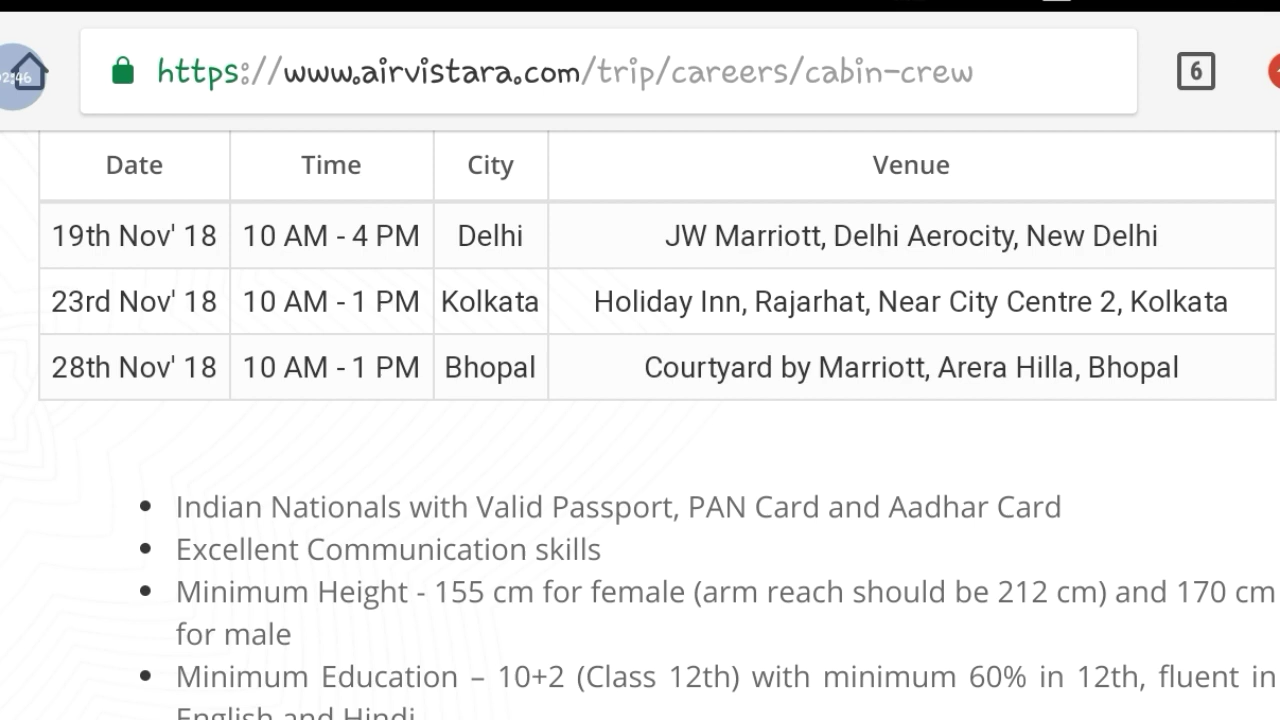 02:46
https://www.airvistara.com/trip/careers/cabin-crew
6
Date Time City Venue
19th Nov' 18 10 AM - 4 PM Delhi JW Marriott, Delhi Aerocity, New Delhi
23rd Nov' 18 10 AM - 1 PM Kolkata Holiday Inn, Rajarhat, Near City Centre 2, Kolkata
28th Nov' 18 10 AM - 1 PM Bhopal Courtyard by Marriott, Arera Hilla, Bhopal
Indian Nationals with Valid Passport, PAN Card and Aadhar Card
Excellent Communication skills
Minimum Height - 155 cm for female (arm reach should be 212 cm) and 170 cm
for male
Minimum Education – 10+2 (Class 12th) with minimum 60% in 12th, fluent in
English and Hindi